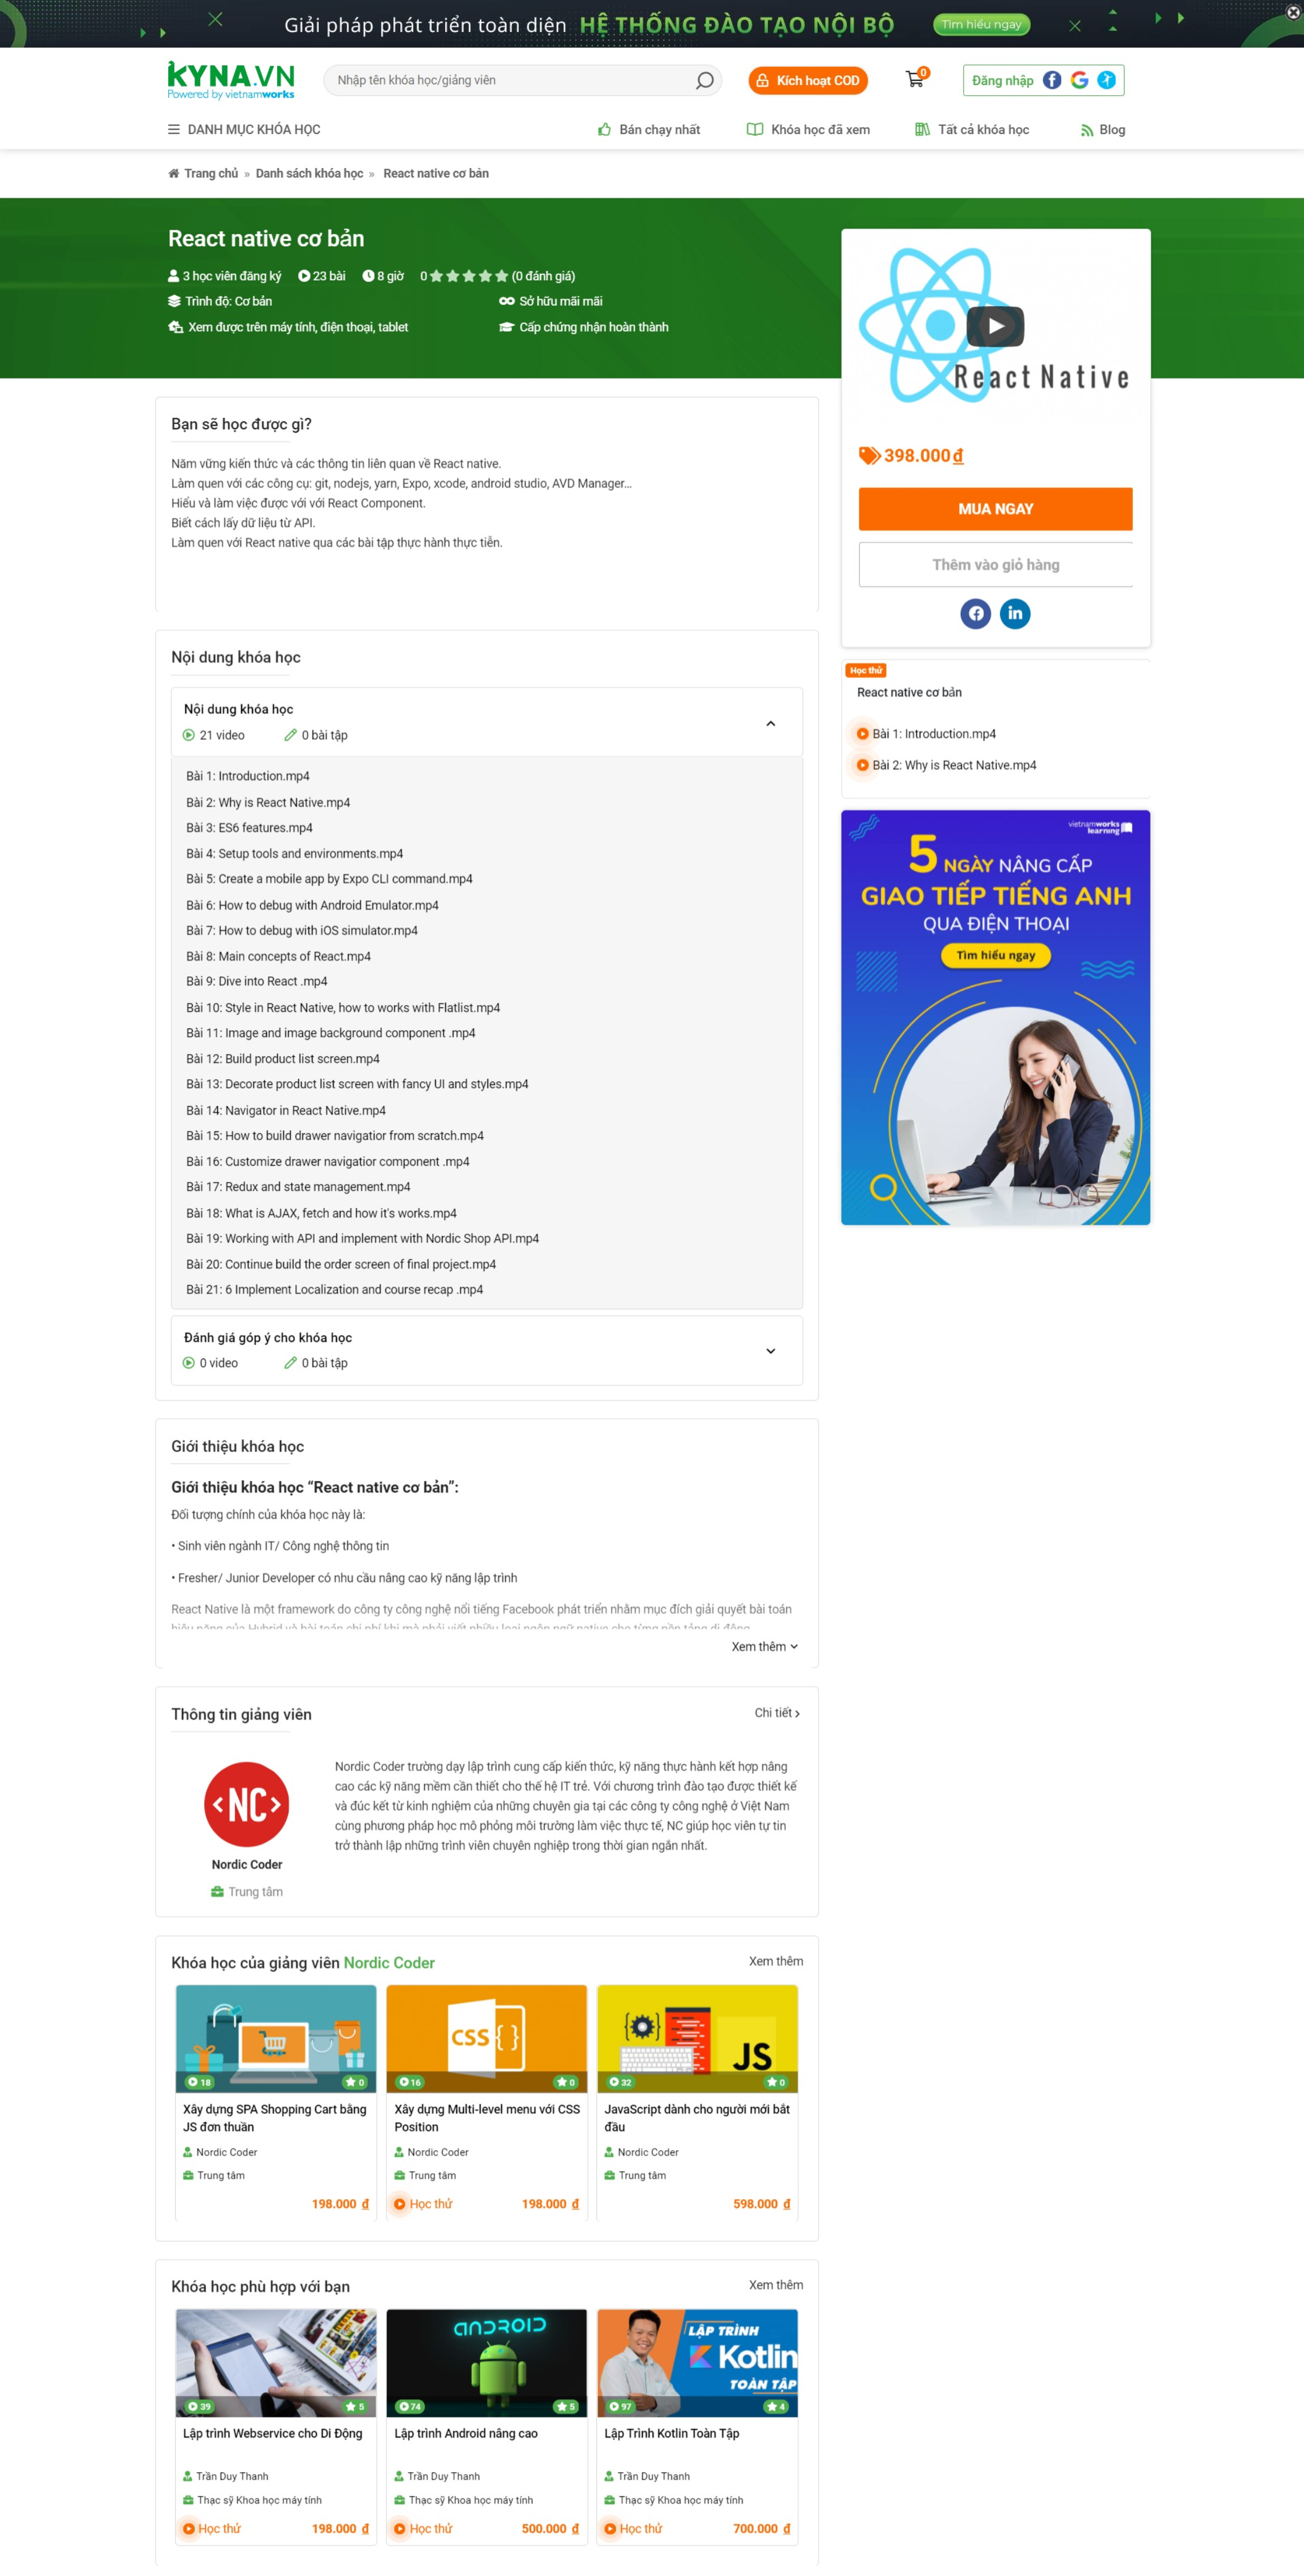 Giải pháp phát triển toàn diện HỆ THỐNG ĐÀO TẠO NỘI BỘ Tìm hiểu ngay
KYNA.VN
Powered by vietnamworks
Nhập tên khóa học/giảng viên
Kích hoạt COD
0
Đăng nhập
DANH MỤC KHÓA HỌC
Bán chạy nhất
Khóa học đã xem
Tất cả khóa học
Blog
Trang chủ » Danh sách khóa học » React native cơ bản
React native cơ bản
3 học viên đăng ký 23 bài 8 giờ 0 (0 đánh giá)
Trình độ: Cơ bản
Sở hữu mãi mãi
Xem được trên máy tính, điện thoại, tablet
Cấp chứng nhận hoàn thành
React Native
398.000 đ
MUA NGAY
Thêm vào giỏ hàng
Bạn sẽ học được gì?
Nắm vững kiến thức và các thông tin liên quan về React native.
Làm quen với các công cụ: git, nodejs, yarn, Expo, xcode, android studio, AVD Manager...
Hiểu và làm việc được với với React Component.
Biết cách lấy dữ liệu từ API.
Làm quen với React native qua các bài tập thực hành thực tiễn.
Học thử
React native cơ bản
Bài 1: Introduction.mp4
Bài 2: Why is React Native.mp4
vietnamworks
learning
5 NGÀY NÂNG CẤP
GIAO TIẾP TIẾNG ANH
QUA ĐIỆN THOẠI
Tìm hiểu ngay
Nội dung khóa học
Nội dung khóa học
21 video 0 bài tập
Bài 1: Introduction.mp4
Bài 2: Why is React Native.mp4
Bài 3: ES6 features.mp4
Bài 4: Setup tools and environments.mp4
Bài 5: Create a mobile app by Expo CLI command.mp4
Bài 6: How to debug with Android Emulator.mp4
Bài 7: How to debug with iOS simulator.mp4
Bài 8: Main concepts of React.mp4
Bài 9: Dive into React .mp4
Bài 10: Style in React Native, how to works with Flatlist.mp4
Bài 11: Image and image background component .mp4
Bài 12: Build product list screen.mp4
Bài 13: Decorate product list screen with fancy UI and styles.mp4
Bài 14: Navigator in React Native.mp4
Bài 15: How to build drawer navigatior from scratch.mp4
Bài 16: Customize drawer navigatior component .mp4
Bài 17: Redux and state management.mp4
Bài 18: What is AJAX, fetch and how it's works.mp4
Bài 19: Working with API and implement with Nordic Shop API.mp4
Bài 20: Continue build the order screen of final project.mp4
Bài 21: 6 Implement Localization and course recap .mp4
Đánh giá góp ý cho khóa học
0 video 0 bài tập
Giới thiệu khóa học
Giới thiệu khóa học “React native cơ bản”:
Đối tượng chính của khóa học này là:
• Sinh viên ngành IT/ Công nghệ thông tin
• Fresher/ Junior Developer có nhu cầu nâng cao kỹ năng lập trình
React Native là một framework do công ty công nghệ nổi tiếng Facebook phát triển nhằm mục đích giải quyết bài toán
hiệu năng của Hybrid và bài toán chi phí khi mà phải viết nhiều loại ngôn ngữ native cho từng nền tảng di động.
Xem thêm
Thông tin giảng viên
Chi tiết
<NC>
Nordic Coder
Trung tâm
Nordic Coder trường dạy lập trình cung cấp kiến thức, kỹ năng thực hành kết hợp nâng
cao các kỹ năng mềm cần thiết cho thế hệ IT trẻ. Với chương trình đào tạo được thiết kế
và đúc kết từ kinh nghiệm của những chuyên gia tại các công ty công nghệ ở Việt Nam
cùng phương pháp học mô phỏng môi trường làm việc thực tế, NC giúp học viên tự tin
trở thành lập những trình viên chuyên nghiệp trong thời gian ngắn nhất.
Khóa học của giảng viên Nordic Coder
Xem thêm
18 0
Xây dựng SPA Shopping Cart bằng
JS đơn thuần
Nordic Coder
Trung tâm
198.000 đ
CSS { }
16 0
Xây dựng Multi-level menu với CSS
Position
Nordic Coder
Trung tâm
Học thử 198.000 đ
JS
32 0
JavaScript dành cho người mới bắt
đầu
Nordic Coder
Trung tâm
598.000 đ
Khóa học phù hợp với bạn
Xem thêm
39 5
Lập trình Webservice cho Di Động
Trần Duy Thanh
Thạc sỹ Khoa học máy tính
Học thử 198.000 đ
ANDROID
74 5
Lập trình Android nâng cao
Trần Duy Thanh
Thạc sỹ Khoa học máy tính
Học thử 500.000 đ
LẬP TRÌNH
Kotlin
TOÀN TẬP
97 4
Lập Trình Kotlin Toàn Tập
Trần Duy Thanh
Thạc sỹ Khoa học máy tính
Học thử 700.000 đ